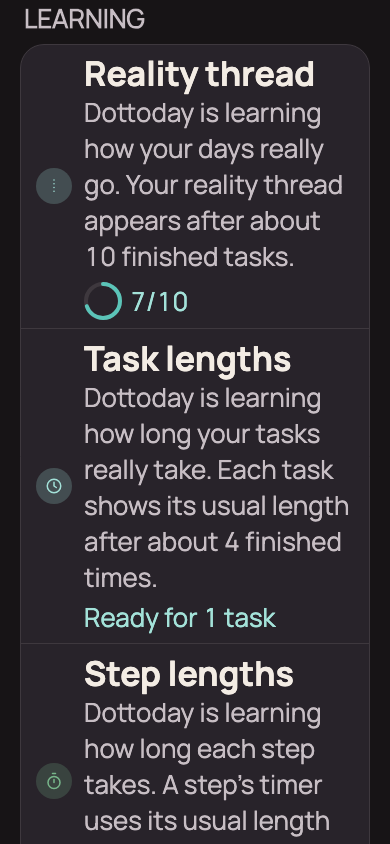 LEARNING
Reality thread
Dottoday is learning
how your days really
go. Your reality thread
appears after about
10 finished tasks.
7/10
Task lengths
Dottoday is learning
how long your tasks
really take. Each task
shows its usual length
after about 4 finished
times.
Ready for 1 task
Step lengths
Dottoday is learning
how long each step
takes. A step's timer
uses its usual length